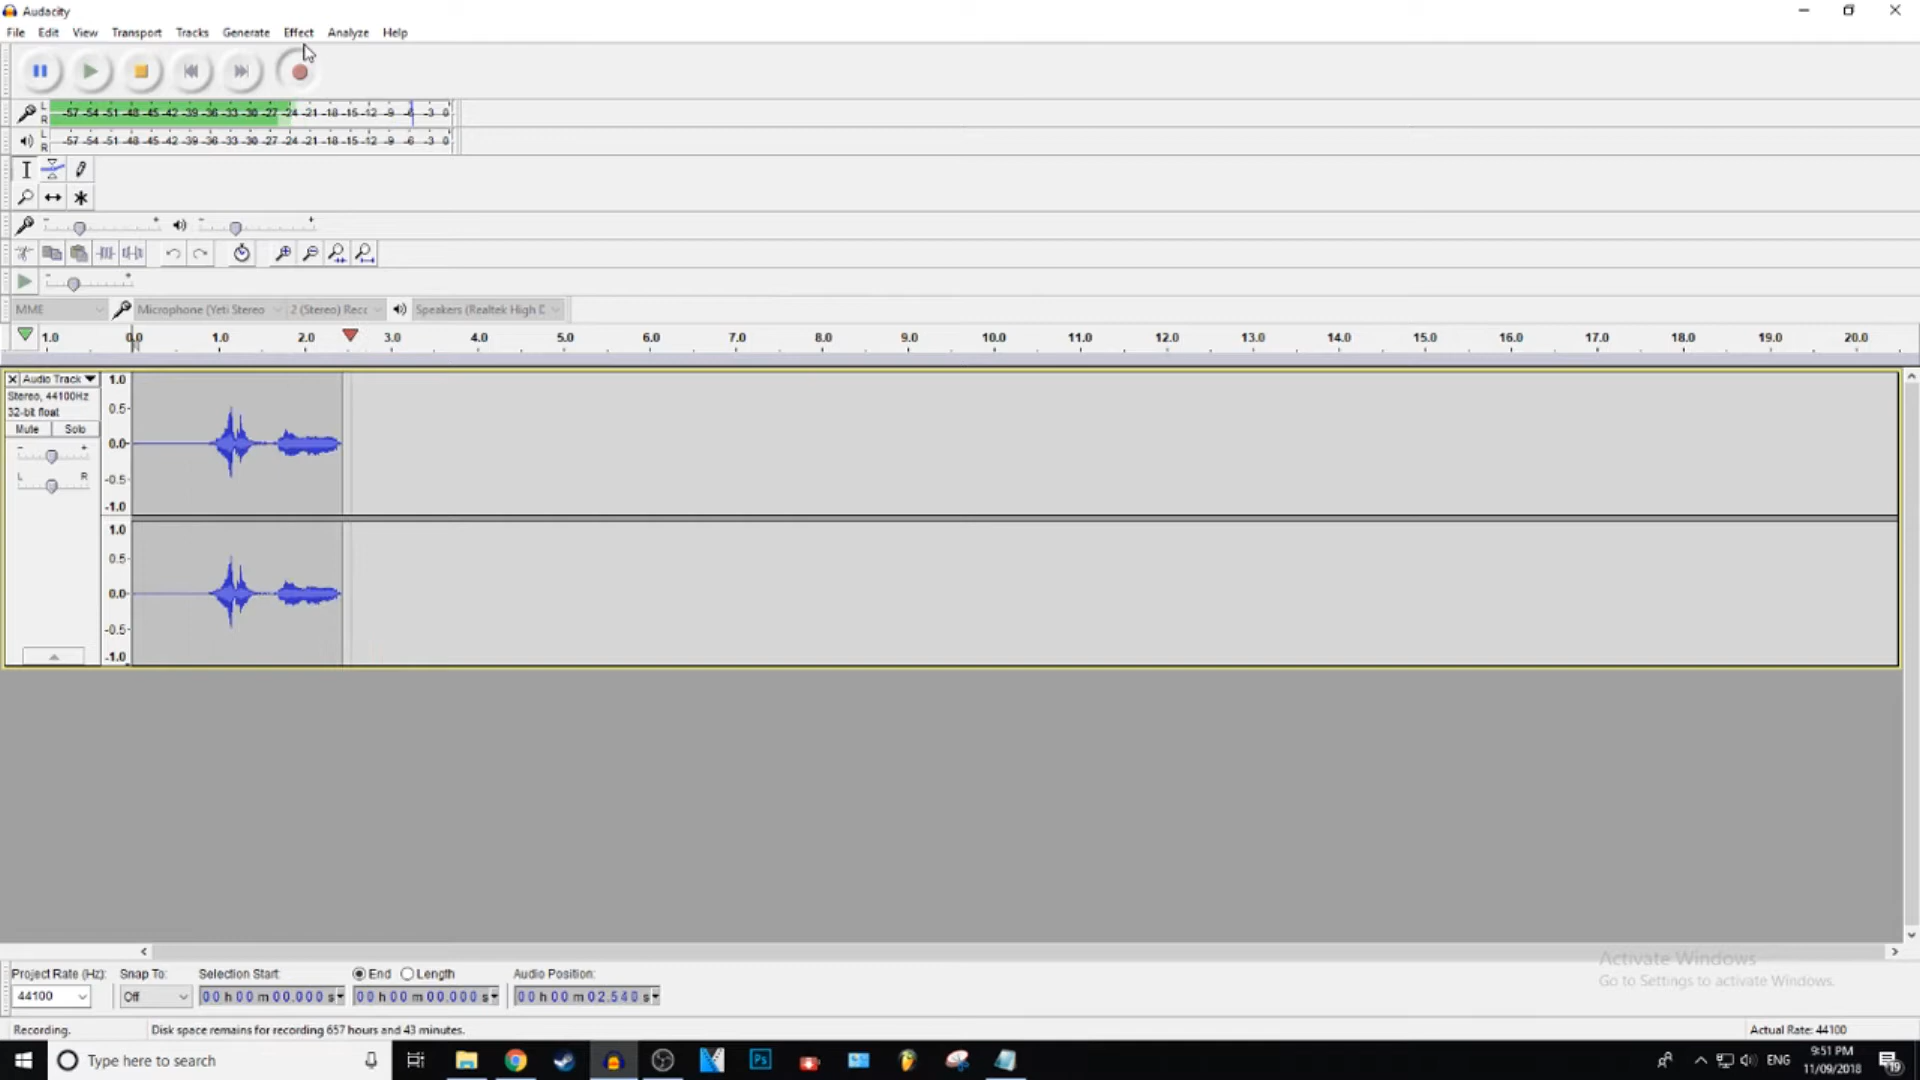 Audacity
File Edit View Transport Tracks Generate Effect Analyze Help
L -57 -54 -51 -48 -45 -42 -39 -36 -33 -30 -27 -24 -21 -18 -15 -12 -9 -6 -3 0
R
L -57 -54 -51 -48 -45 -42 -39 -36 -33 -30 -27 -24 -21 -18 -15 -12 -9 -6 -3 0
R
MME Microphone (Yeti Stereo 2 (Stereo) Recc Speakers (Realtek High D
1.0 0.0 1.0 2.0 3.0 4.0 5.0 6.0 7.0 8.0 9.0 10.0 11.0 12.0 13.0 14.0 15.0 16.0 17.0 18.0 19.0 20.0
Audio Track 1.0
Stereo, 44100Hz
32-bit float 0.5
Mute Solo
0.0
L R -0.5
-1.0
1.0
0.5
0.0
-0.5
-1.0
Activate Windows
Go to Settings to activate Windows.
Project Rate (Hz): Snap To: Selection Start: End Length Audio Position:
44100 Off 00 h 00 m 00.000 s 00 h 00 m 00.000 s 00 h 00 m 02.540 s
Recording. Disk space remains for recording 657 hours and 43 minutes. Actual Rate: 44100
Type here to search Ps ENG 9:51 PM
11/09/2018 19